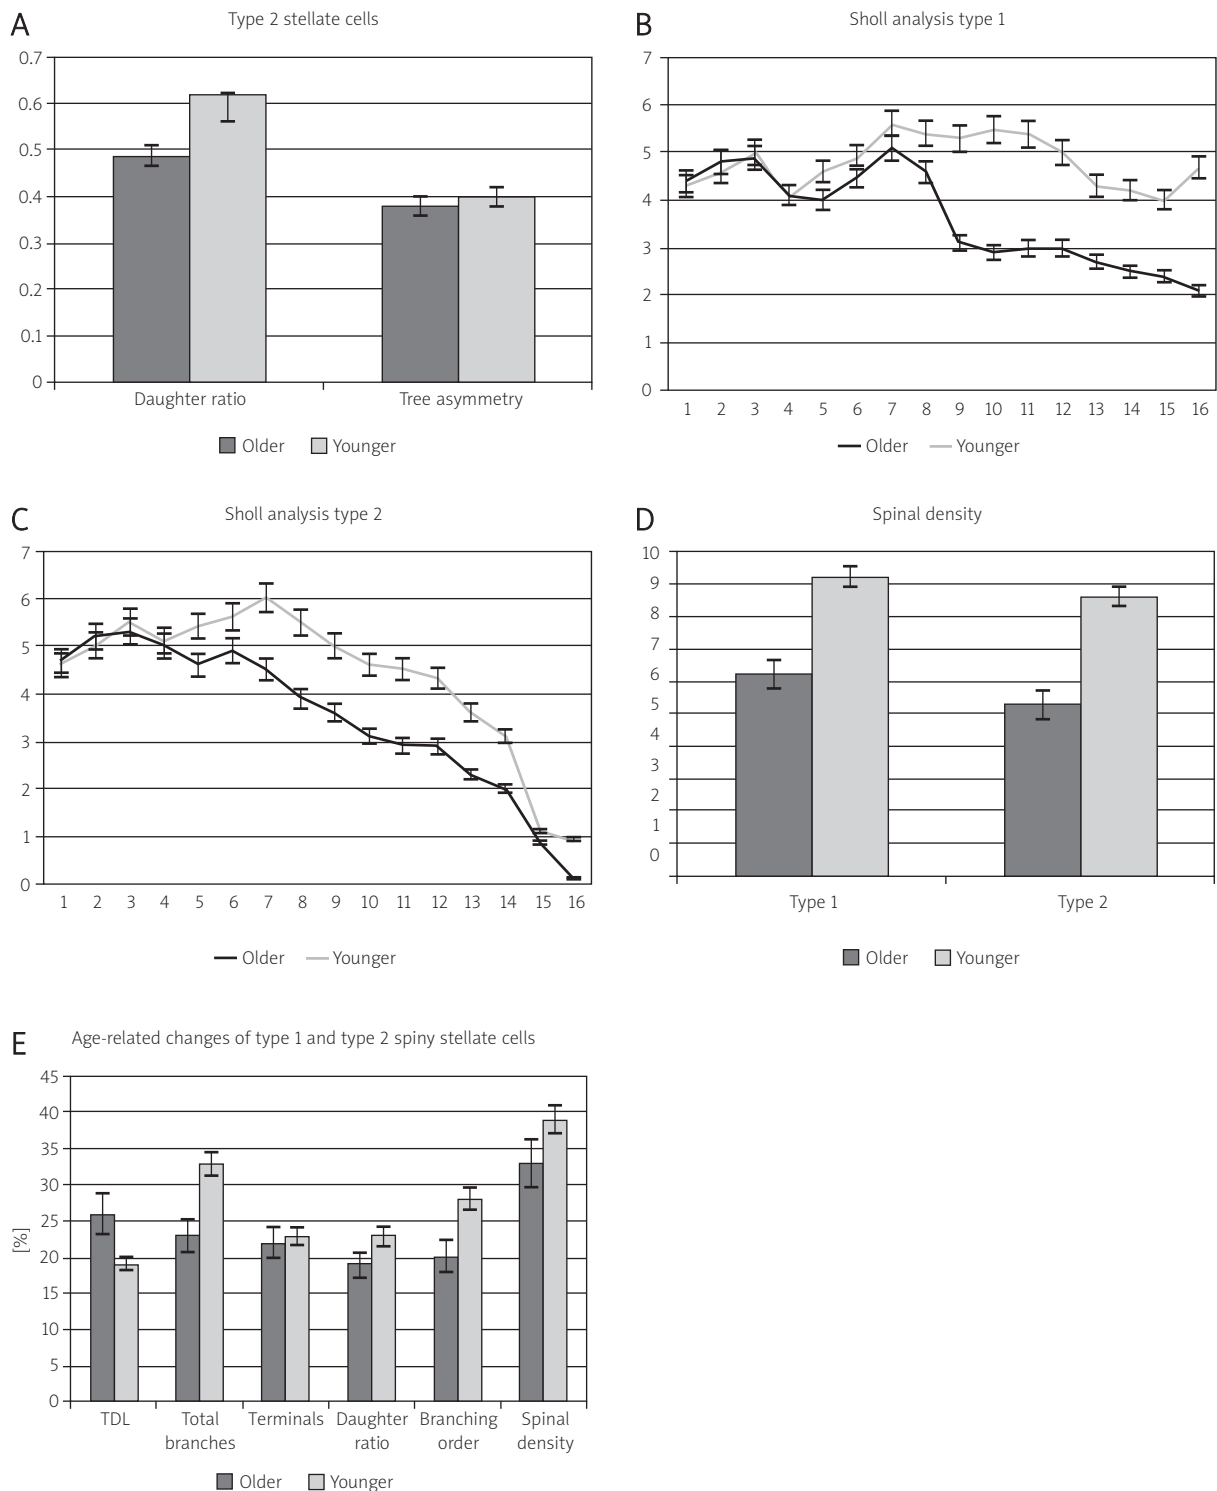 A
Type 2 stellate cells
0.7
0.6
0.5
0.4
0.3
0.2
0.1
0
Daughter ratio Tree asymmetry
Older Younger
B
Sholl analysis type 1
7
6
5
4
3
2
1
0
1 2 3 4 5 6 7 8 9 10 11 12 13 14 15 16
Older Younger
C
Sholl analysis type 2
7
6
5
4
3
2
1
0
1 2 3 4 5 6 7 8 9 10 11 12 13 14 15 16
Older Younger
D
Spinal density
10
9
8
7
6
5
4
3
2
1
0
Type 1 Type 2
Older Younger
E
Age-related changes of type 1 and type 2 spiny stellate cells
[%]
45
40
35
30
25
20
15
10
5
0
TDL Total Terminals Daughter Branching Spinal
branches ratio order density
Older Younger